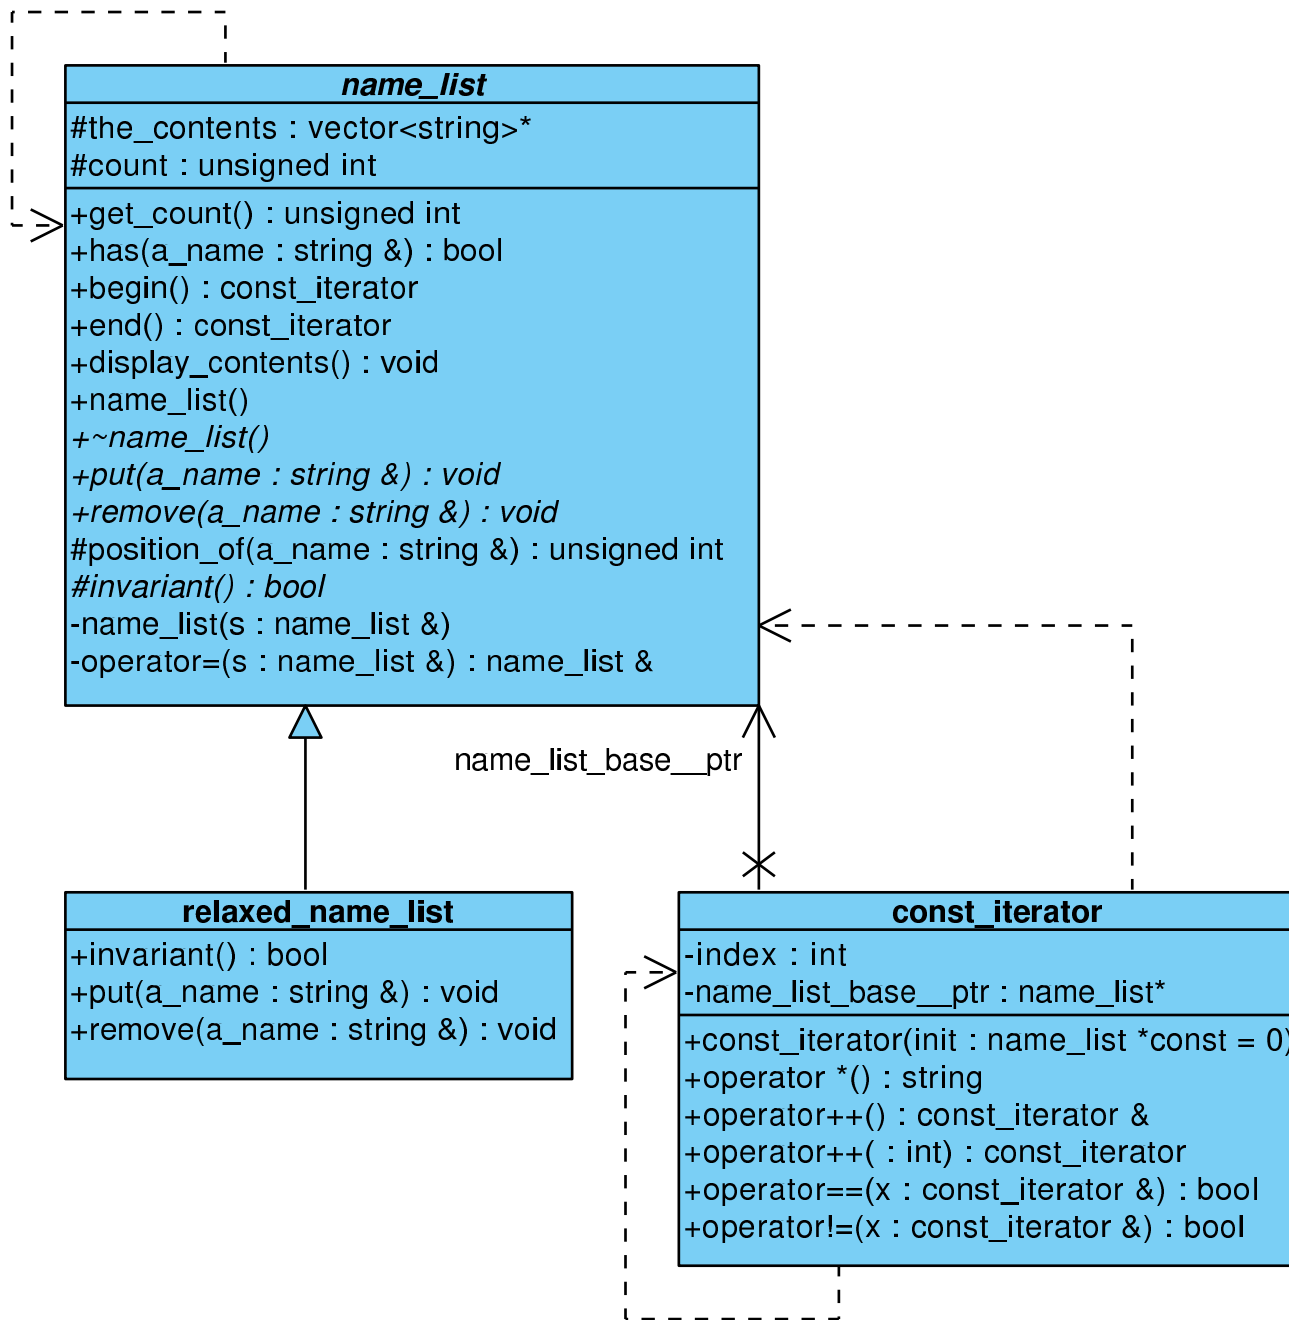 name_list
#the_contents : vector<string>*
#count : unsigned int
+get_count() : unsigned int
+has(a_name : string &) : bool
+begin() : const_iterator
+end() : const_iterator
+display_contents() : void
+name_list()
+~name_list()
+put(a_name : string &) : void
+remove(a_name : string &) : void
#position_of(a_name : string &) : unsigned int
#invariant() : bool
-name_list(s : name_list &)
-operator=(s : name_list &) : name_list &
name_list_base__ptr
relaxed_name_list
+invariant() : bool
+put(a_name : string &) : void
+remove(a_name : string &) : void
const_iterator
-index : int
-name_list_base__ptr : name_list*
+const_iterator(init : name_list *const = 0)
+operator *() : string
+operator++() : const_iterator &
+operator++( : int) : const_iterator
+operator==(x : const_iterator &) : bool
+operator!=(x : const_iterator &) : bool